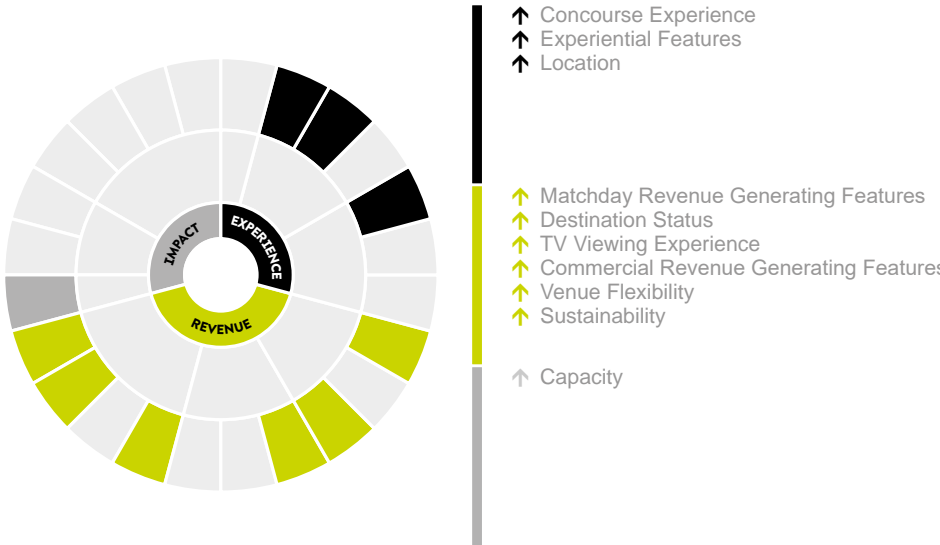 IMPACT
EXPERIENCE
REVENUE
Concourse Experience
Experiential Features
Location
Matchday Revenue Generating Features
Destination Status
TV Viewing Experience
Commercial Revenue Generating Features
Venue Flexibility
Sustainability
Capacity